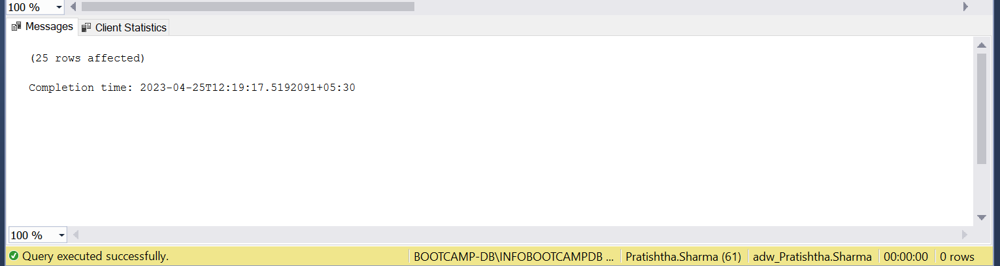 100 %
Messages Client Statistics
(25 rows affected)
Completion time: 2023-04-25T12:19:17.5192091+05:30
100 %
Query executed successfully. BOOTCAMP-DB\INFOBOOTCAMPDB ... Pratishtha.Sharma (61) adw_Pratishtha.Sharma 00:00:00 0 rows